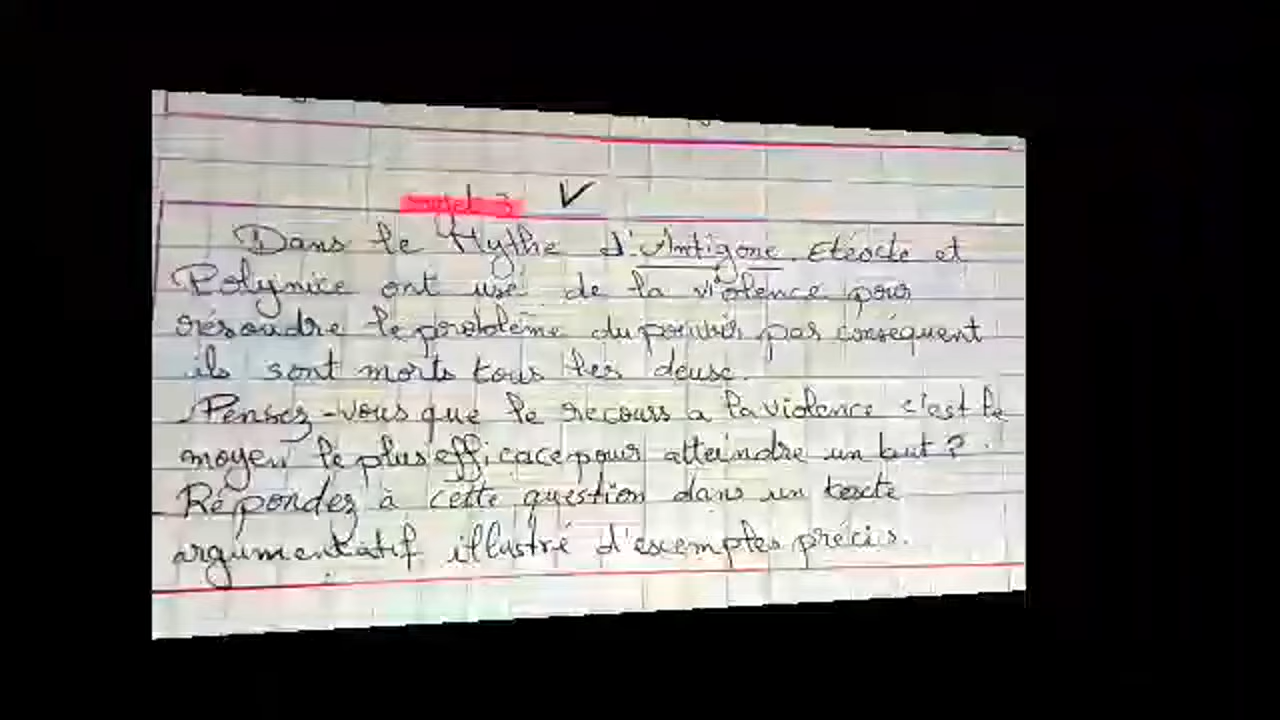 Sujet 3 V
Dans le Mythe d'Antigone. Etéocle et
Polynice ont usé de la violence pour
résoudre le problème du pouvoir par conséquent
ils sont morts tous les deux.
Pensez-vous que le recours a la violence c'est le
moyen le plus efficace pour atteindre un but ?
Répondez à cette question dans un texte
argumentatif illustré d'exemples précis.